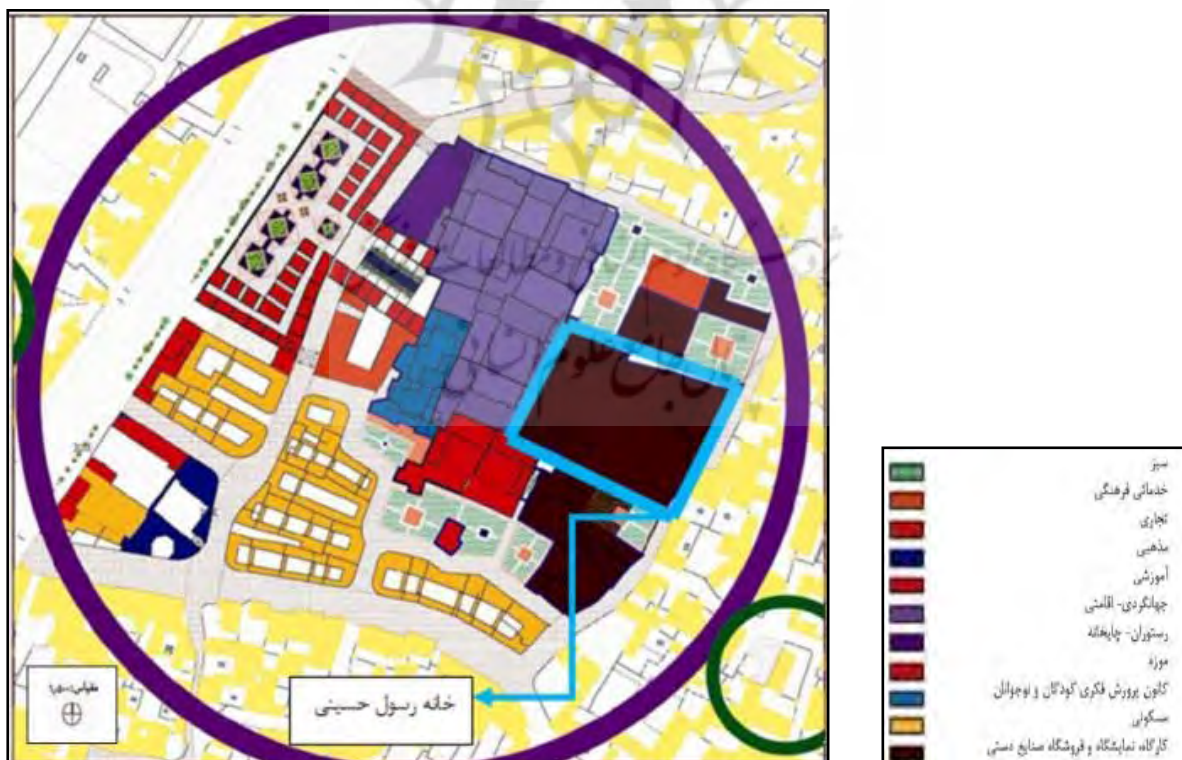 خانه رسول حسینی
سبز
خدماتی فرهنگی
تجاری
مذهبی
آموزشی
جهانگردی- اقامتی
رستوران- چایخانه
موزه
کانون پرورش فکری کودکان و نوجوانان
مسکونی
کارگاه، نمایشگاه و فروشگاه صنایع دستی